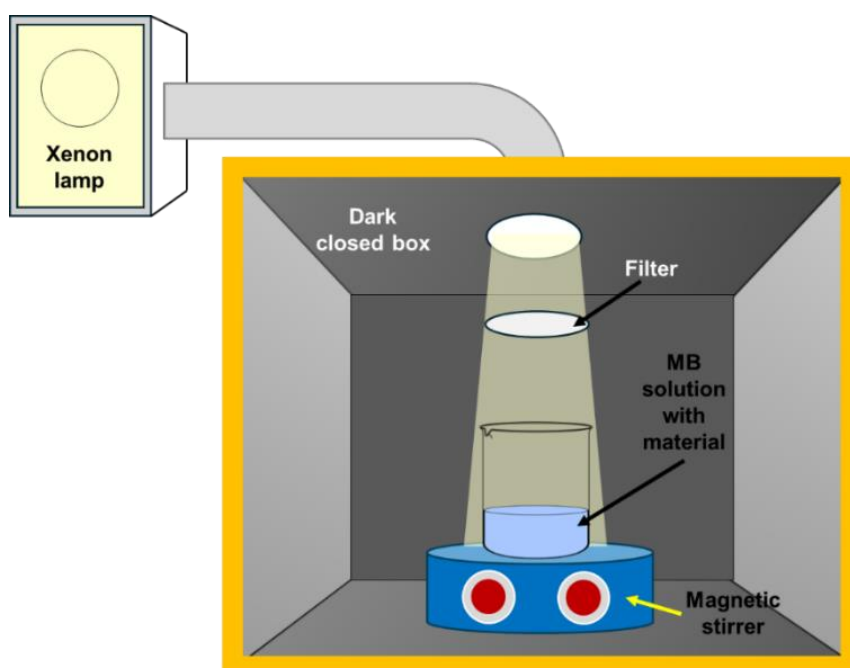 Xenon
lamp
Dark
closed box
Filter
MB
solution
with
material
Magnetic
stirrer